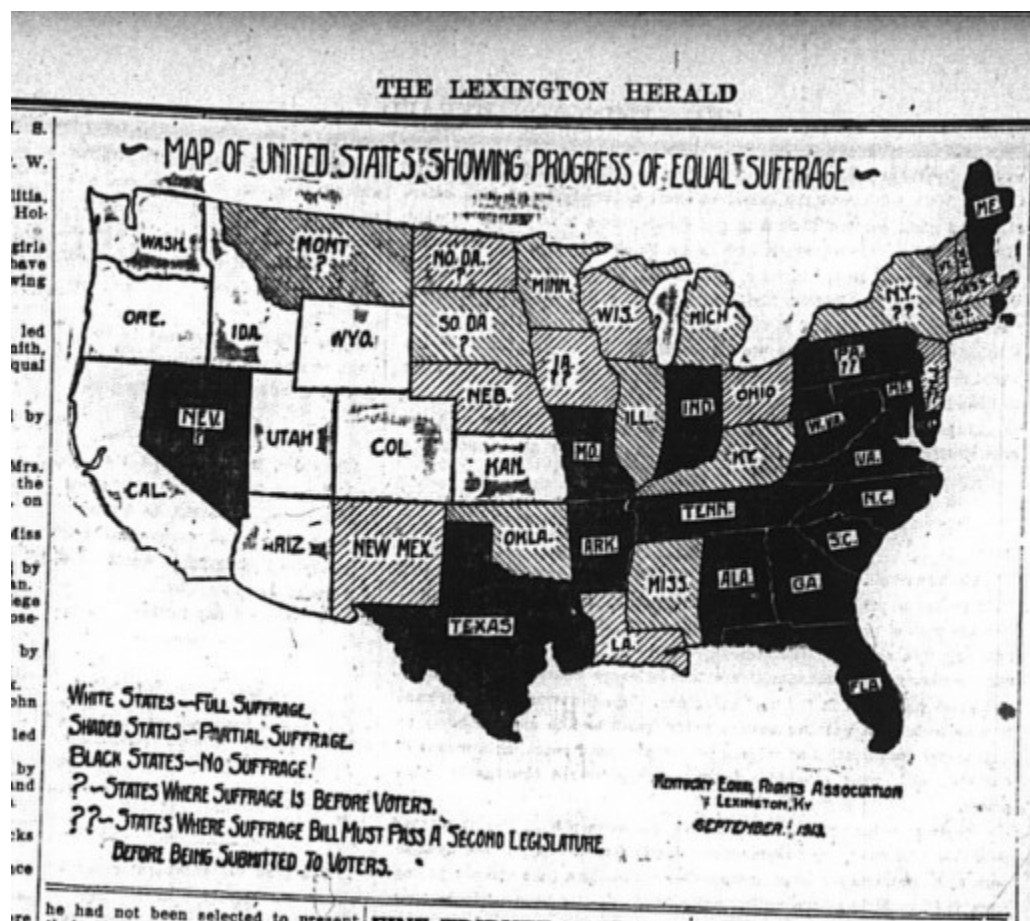 THE LEXINGTON HERALD
~ MAP OF UNITED STATES SHOWING PROGRESS OF EQUAL SUFFRAGE ~
ME.
WASH.
MONT
?
NO. DA.
?
MINN.
MASS.
ORE.
IDA.
WYO.
SO. DA
?
WIS.
?
MICH
N.Y.
??
CT.
NEV.
?
UTAH
COL.
NEB.
IA.
??
ILL.
IND.
OHIO
PA.
??
MD.
W.VA.
CAL.
KAN.
MO.
KY.
VA.
ARIZ
NEW MEX.
OKLA.
ARK.
TENN.
N.C.
S.C.
TEXAS
LA.
MISS.
ALA.
GA.
FLA.
WHITE STATES - FULL SUFFRAGE.
SHADED STATES - PARTIAL SUFFRAGE.
BLACK STATES - NO SUFFRAGE!
? - STATES WHERE SUFFRAGE IS BEFORE VOTERS.
?? - STATES WHERE SUFFRAGE BILL MUST PASS A SECOND LEGISLATURE
BEFORE BEING SUBMITTED TO VOTERS.
KENTUCKY EQUAL RIGHTS ASSOCIATION
LEXINGTON, KY
SEPTEMBER 1913.
he had not been selected to present